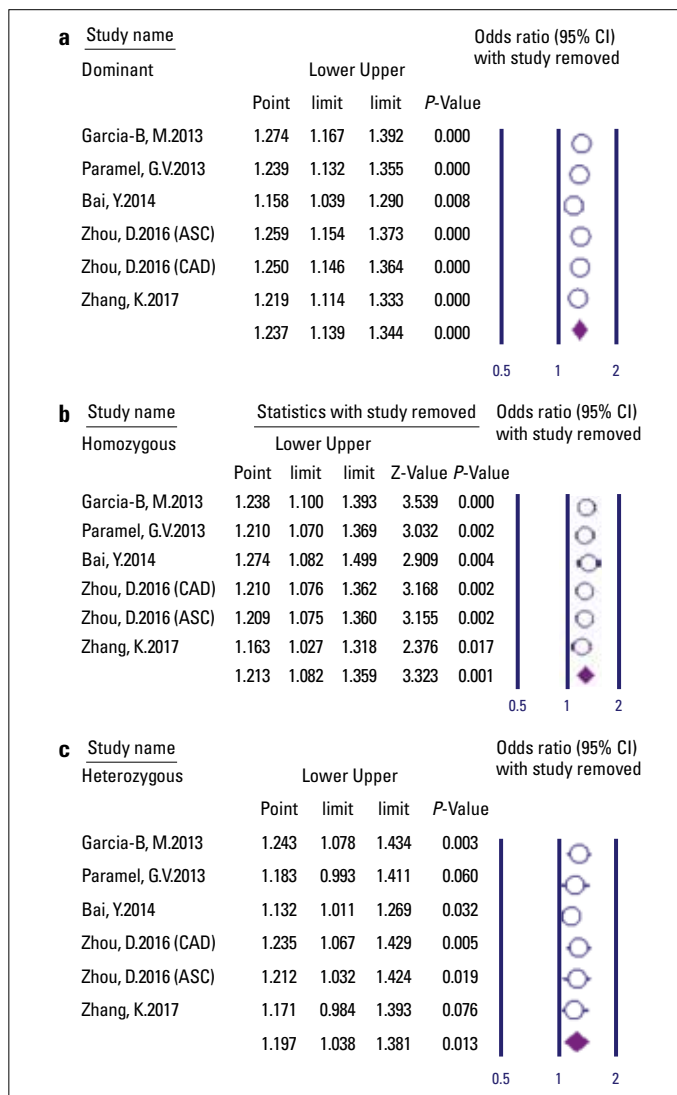 a Study name Odds ratio (95% CI)
with study removed
Dominant Lower Upper
Point limit limit P-Value
Garcia-B, M.2013 1.274 1.167 1.392 0.000
Paramel, G.V.2013 1.239 1.132 1.355 0.000
Bai, Y.2014 1.158 1.039 1.290 0.008
Zhou, D.2016 (ASC) 1.259 1.154 1.373 0.000
Zhou, D.2016 (CAD) 1.250 1.146 1.364 0.000
Zhang, K.2017 1.219 1.114 1.333 0.000
1.237 1.139 1.344 0.000
0.5 1 2
b Study name Statistics with study removed Odds ratio (95% CI)
Homozygous Lower Upper with study removed
Point limit limit Z-Value P-Value
Garcia-B, M.2013 1.238 1.100 1.393 3.539 0.000
Paramel, G.V.2013 1.210 1.070 1.369 3.032 0.002
Bai, Y.2014 1.274 1.082 1.499 2.909 0.004
Zhou, D.2016 (CAD) 1.210 1.076 1.362 3.168 0.002
Zhou, D.2016 (ASC) 1.209 1.075 1.360 3.155 0.002
Zhang, K.2017 1.163 1.027 1.318 2.376 0.017
1.213 1.082 1.359 3.323 0.001
0.5 1 2
c Study name Odds ratio (95% CI)
with study removed
Heterozygous Lower Upper
Point limit limit P-Value
Garcia-B, M.2013 1.243 1.078 1.434 0.003
Paramel, G.V.2013 1.183 0.993 1.411 0.060
Bai, Y.2014 1.132 1.011 1.269 0.032
Zhou, D.2016 (CAD) 1.235 1.067 1.429 0.005
Zhou, D.2016 (ASC) 1.212 1.032 1.424 0.019
Zhang, K.2017 1.171 0.984 1.393 0.076
1.197 1.038 1.381 0.013
0.5 1 2